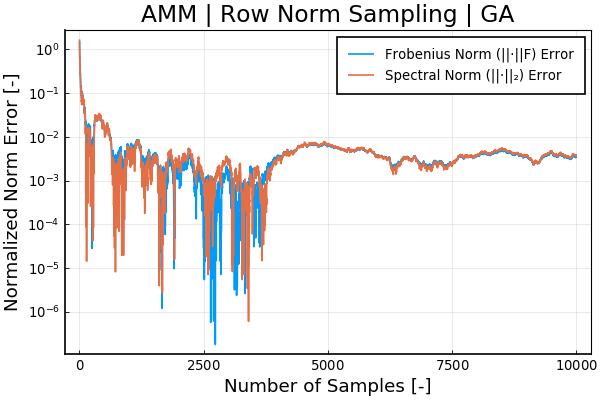 AMM | Row Norm Sampling | GA
Frobenius Norm (||·||F) Error
Spectral Norm (||·||₂) Error
Normalized Norm Error [-]
10⁰
10⁻¹
10⁻²
10⁻³
10⁻⁴
10⁻⁵
10⁻⁶
0
2500
5000
7500
10000
Number of Samples [-]